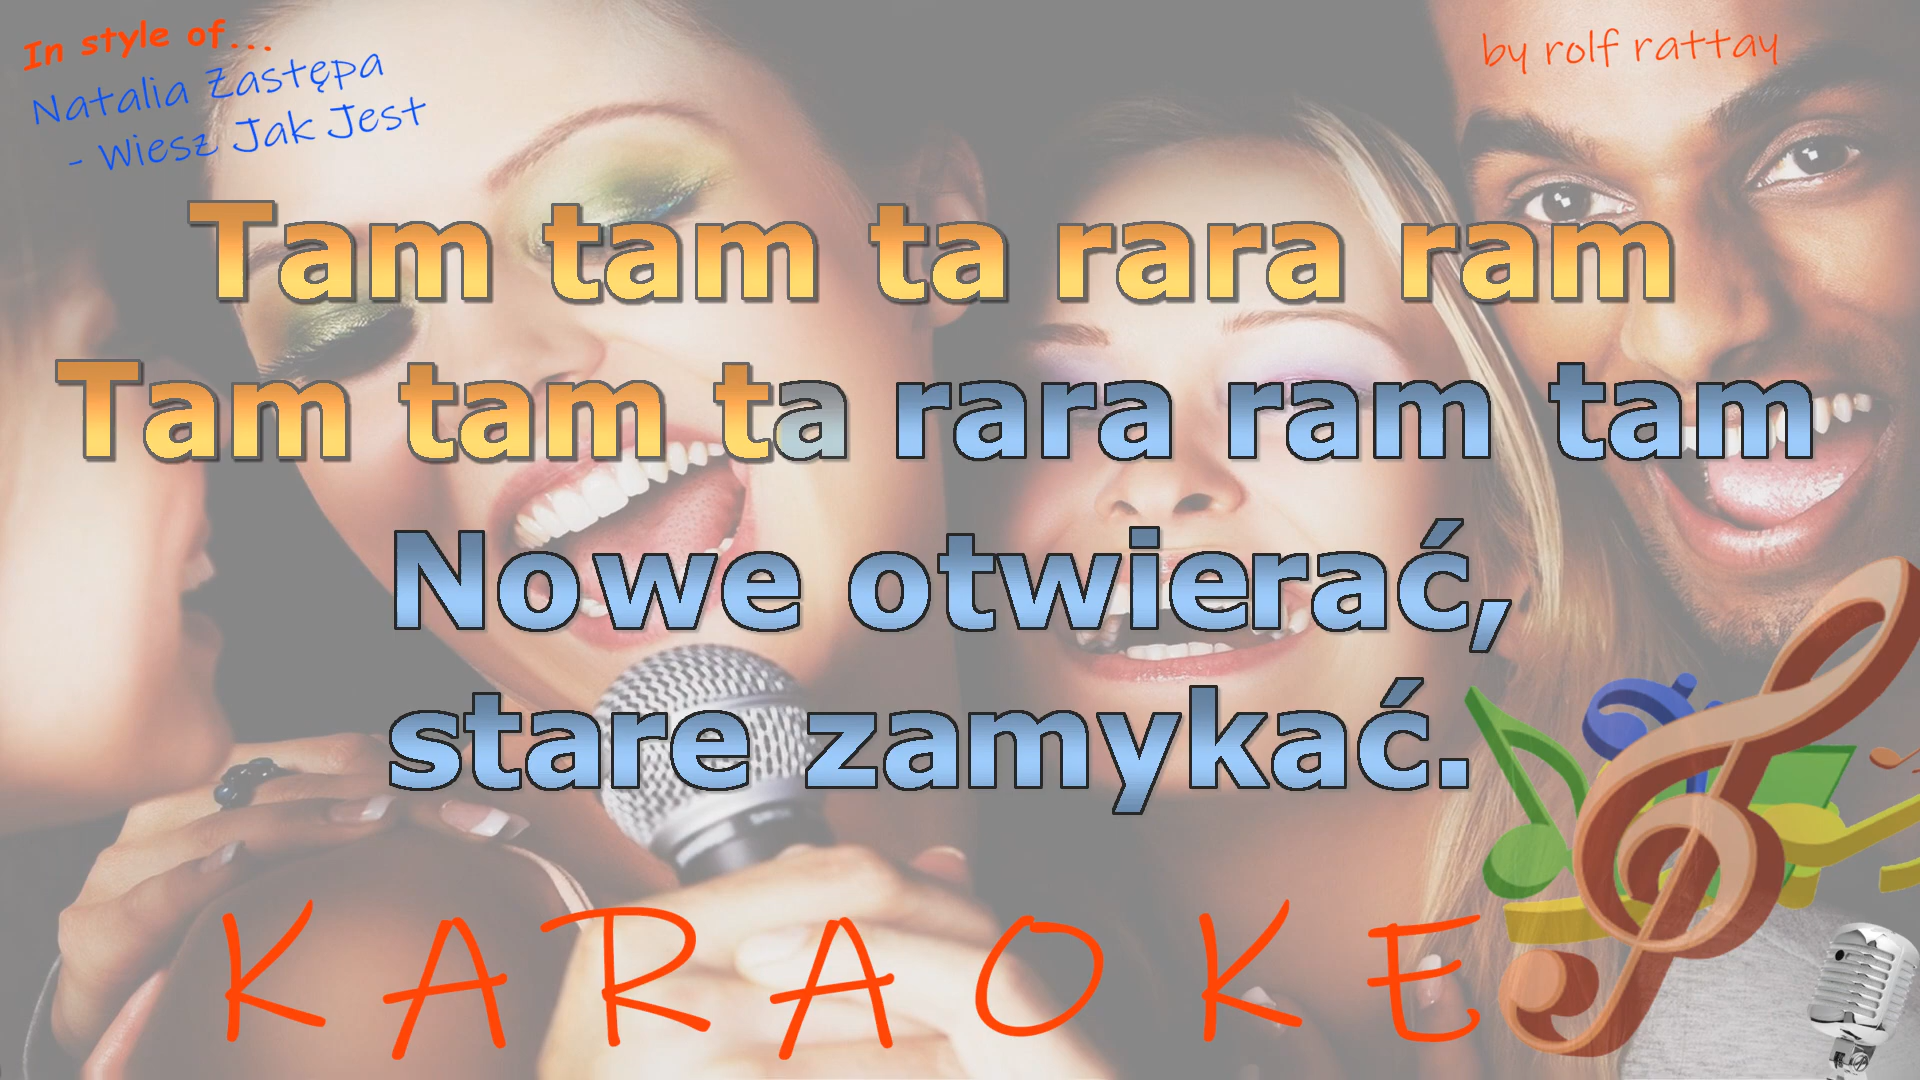 In style of...
Natalia Zastępa
- Wiesz Jak Jest
by rolf rattay
Tam tam ta rara ram
Tam tam ta rara ram tam
Nowe otwierać,
stare zamykać.
KARAOKE